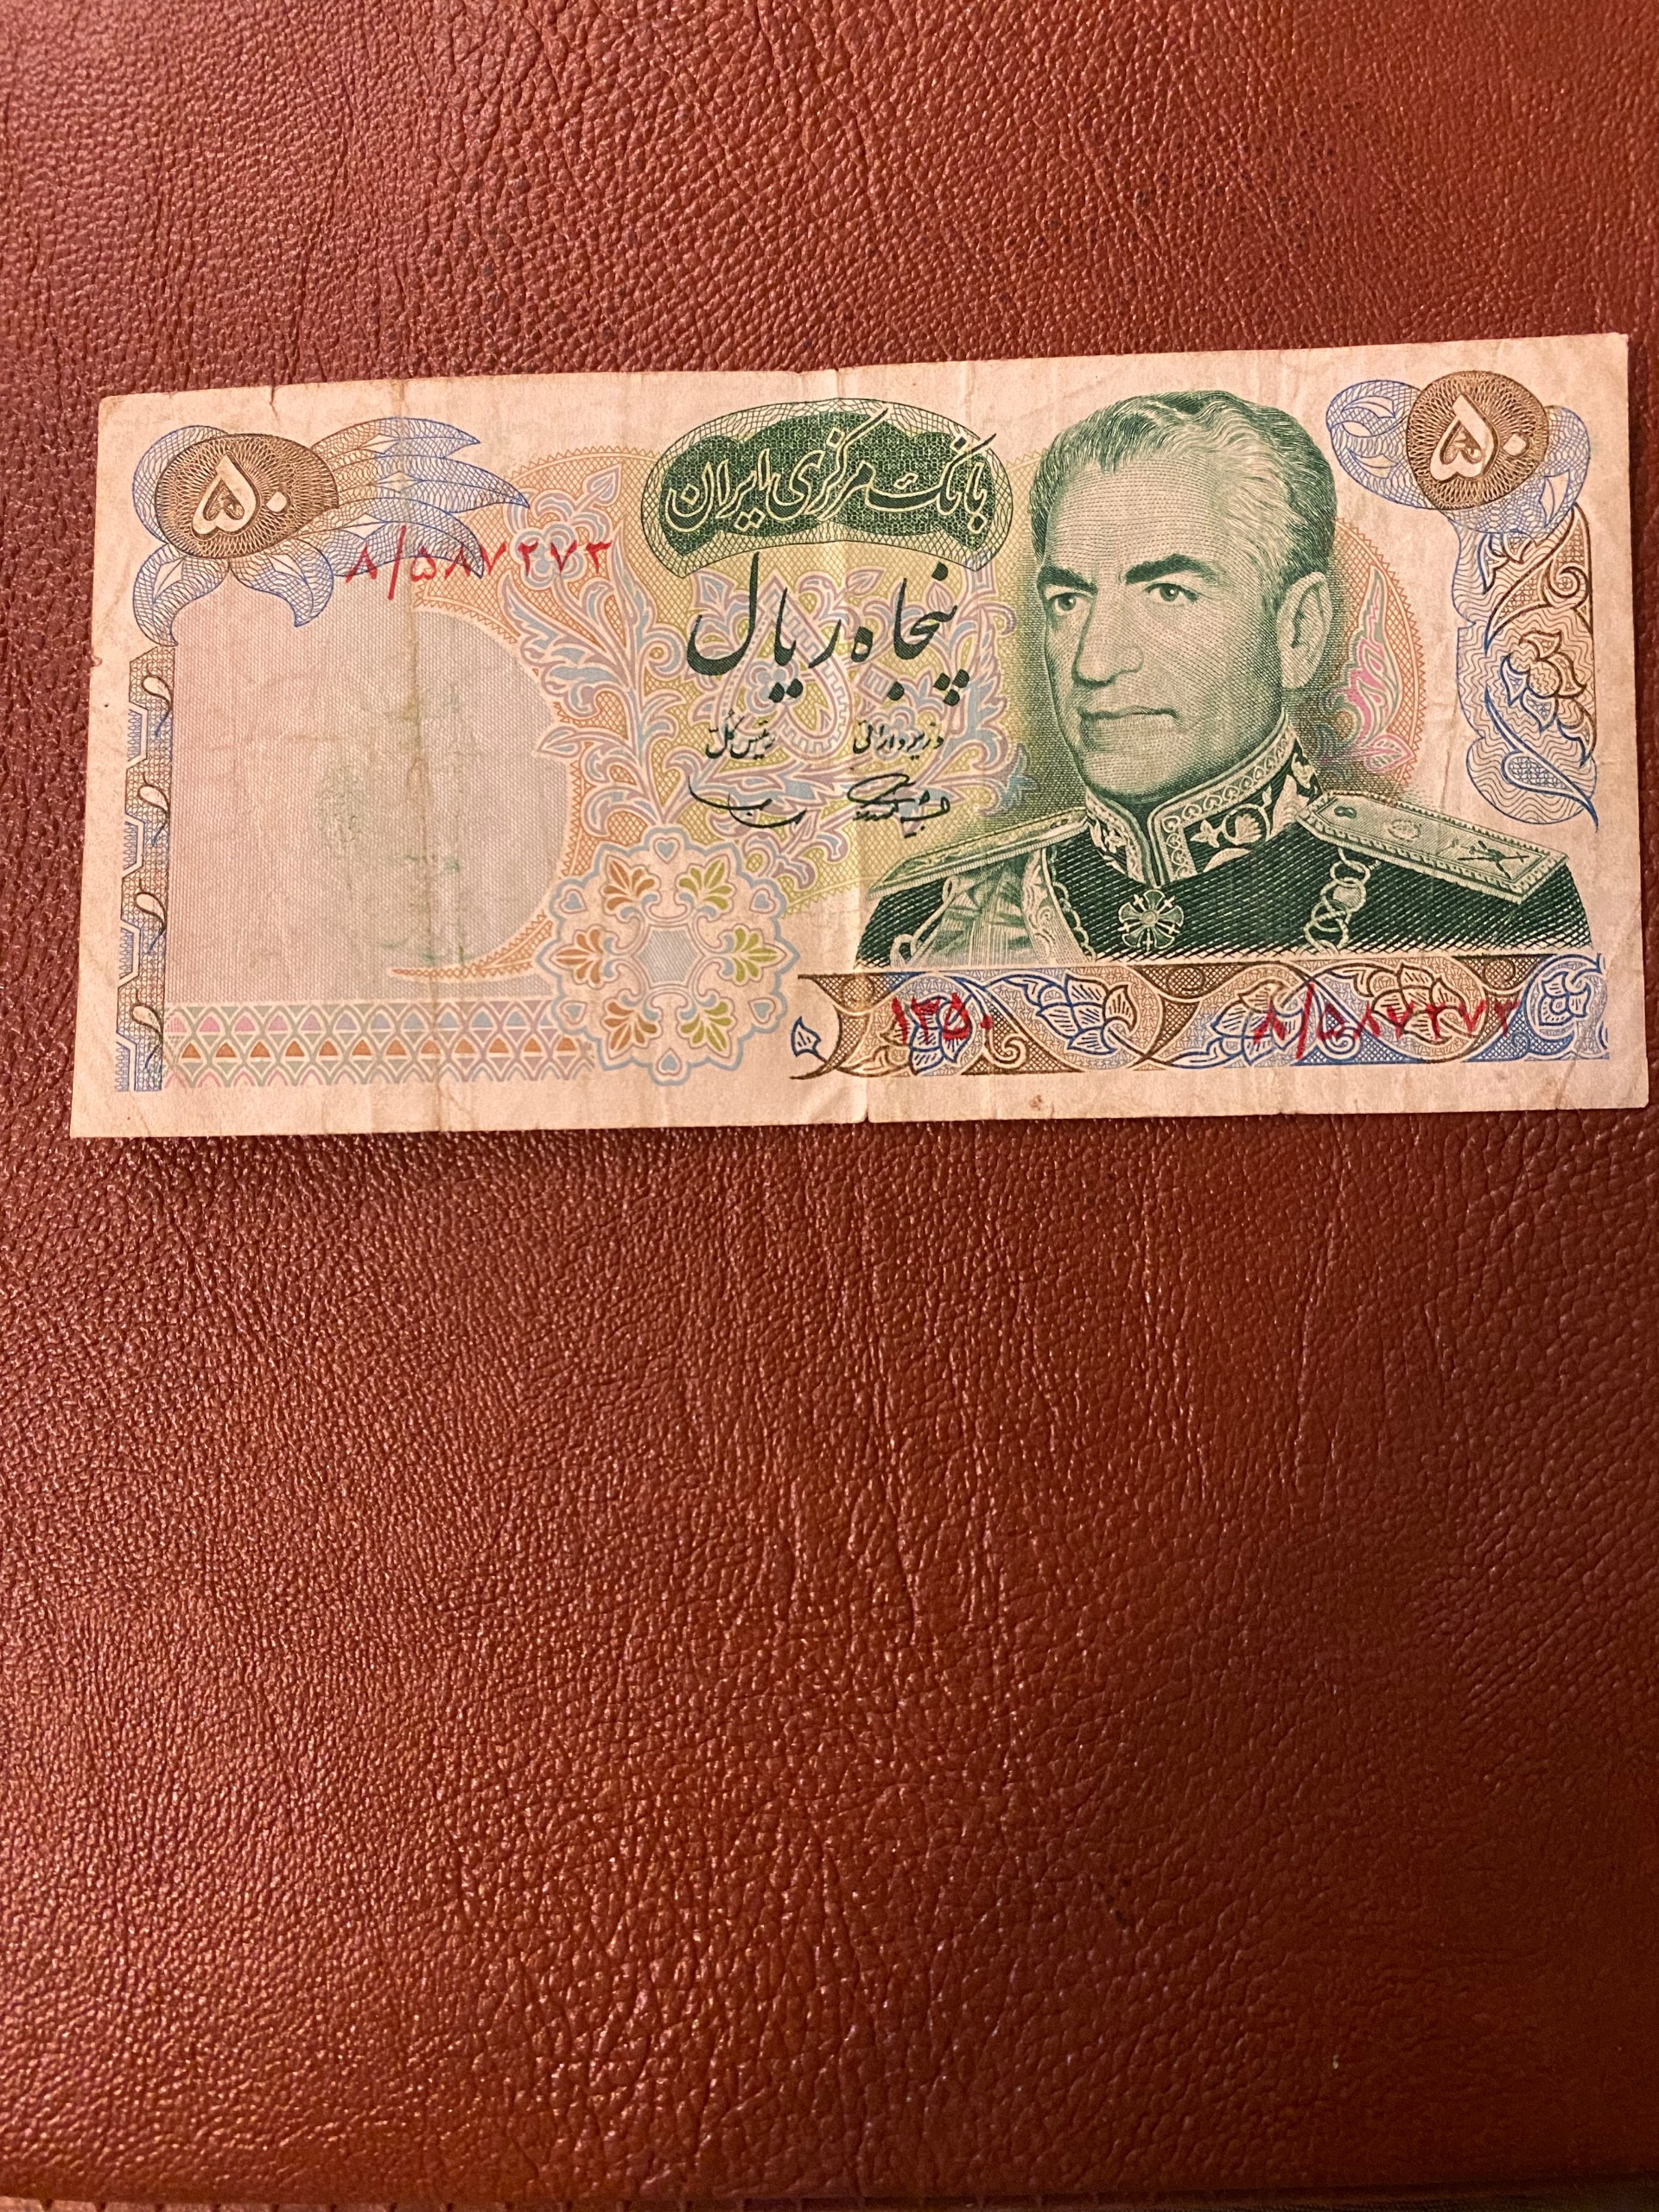 ۵۰
۵۰
بانک مرکزی ایران
۸/۵۸۷۲۷۳
پنجاه ریال
وزیر دارائی
رئیس کل
۱۳۵۰
۸/۵۸۷۲۷۳